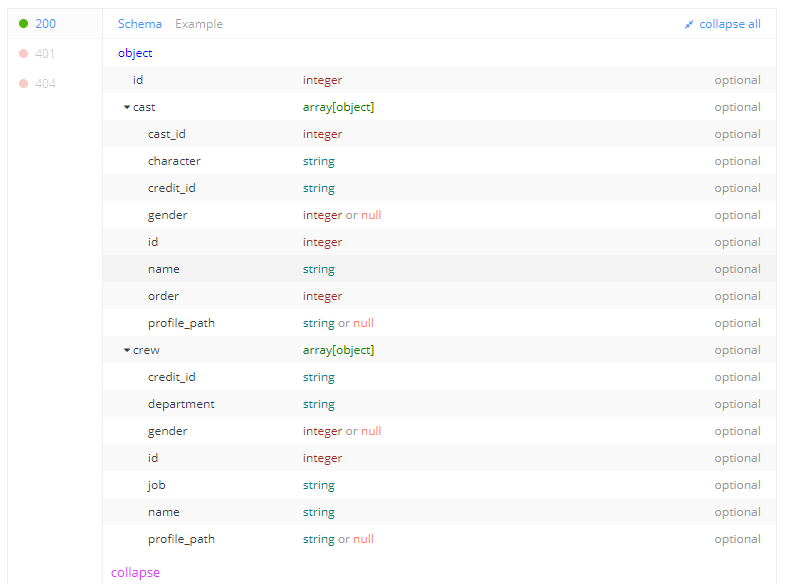 200 Schema Example collapse all
401 object
id integer optional
404
cast array[object] optional
cast_id integer optional
character string optional
credit_id string optional
gender integer or null optional
id integer optional
name string optional
order integer optional
profile_path string or null optional
crew array[object] optional
credit_id string optional
department string optional
gender integer or null optional
id integer optional
job string optional
name string optional
profile_path string or null optional
collapse